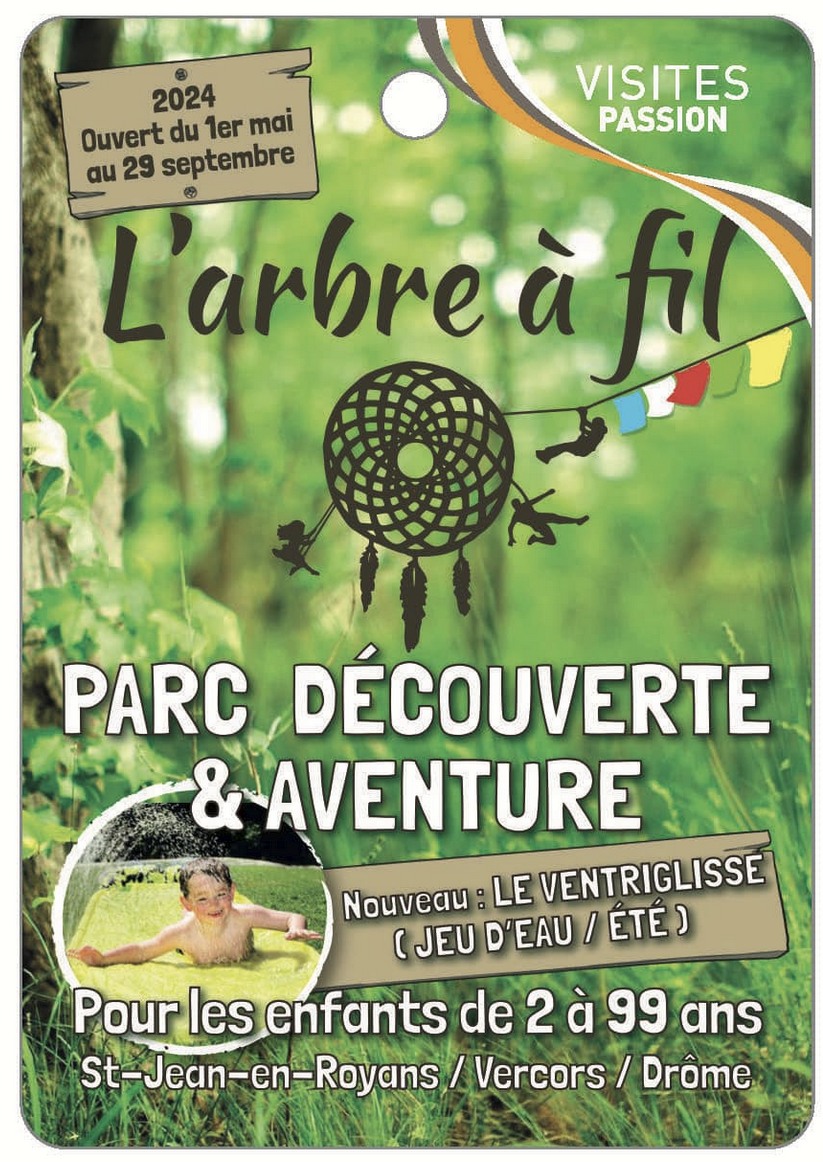 2024
Ouvert du 1er mai
au 29 septembre
VISITES
PASSION
L'arbre à fil
PARC DÉCOUVERTE
& AVENTURE
Nouveau : LE VENTRIGLISSE
( JEU D'EAU / ÉTÉ )
Pour les enfants de 2 à 99 ans
St-Jean-en-Royans / Vercors / Drôme